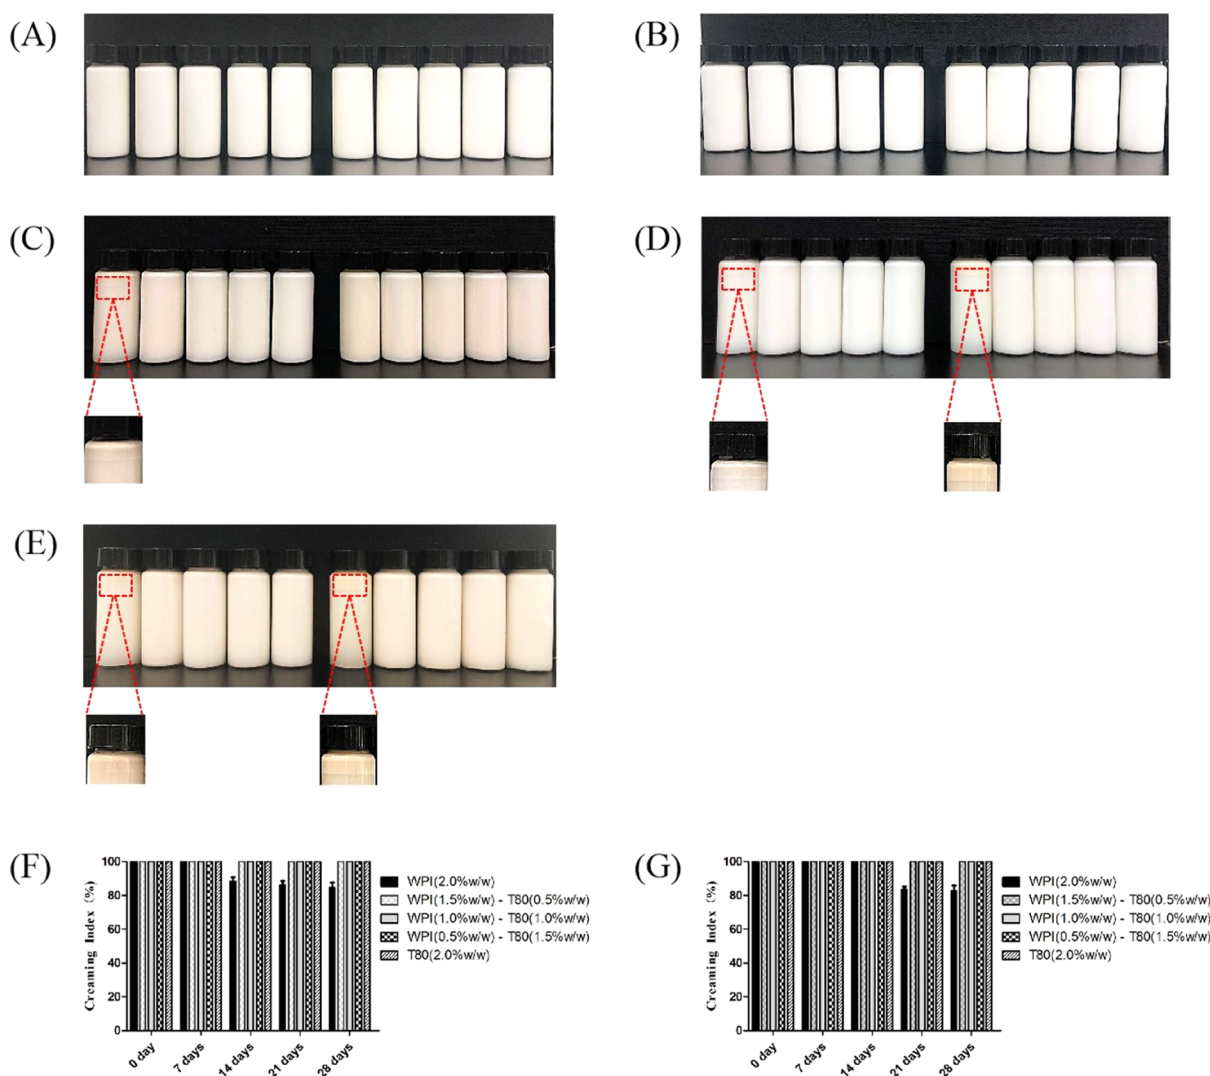 (A)
(B)
(C)
(D)
(E)
(F)
Creaming Index (%)
100
80
60
40
20
0
0 day
7 days
14 days
21 days
28 days
WPI(2.0%w/w)
WPI(1.5%w/w) - T80(0.5%w/w)
WPI(1.0%w/w) - T80(1.0%w/w)
WPI(0.5%w/w) - T80(1.5%w/w)
T80(2.0%w/w)
(G)
Creaming Index (%)
100
80
60
40
20
0
0 day
7 days
14 days
21 days
28 days
WPI(2.0%w/w)
WPI(1.5%w/w) - T80(0.5%w/w)
WPI(1.0%w/w) - T80(1.0%w/w)
WPI(0.5%w/w) - T80(1.5%w/w)
T80(2.0%w/w)